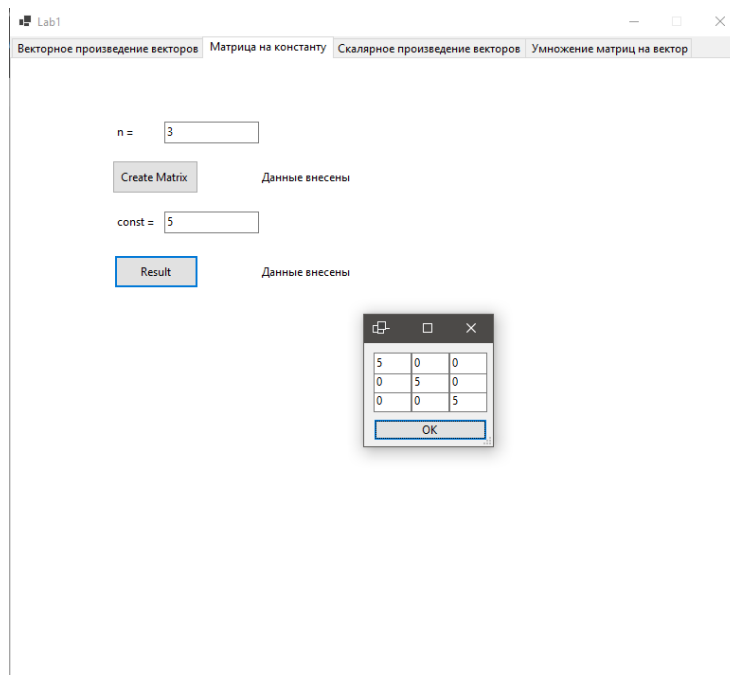 Lab1
Векторное произведение векторов Матрица на константу Скалярное произведение векторов Умножение матриц на вектор
n = 3
Create Matrix Данные внесены
const = 5
Result Данные внесены
5 0 0
0 5 0
0 0 5
OK